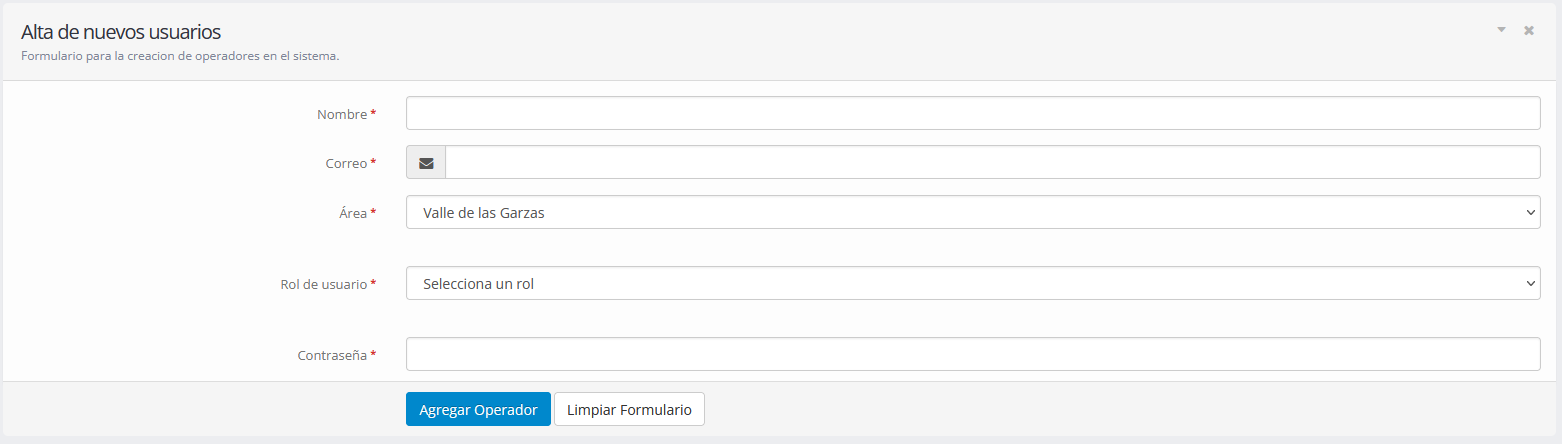 Alta de nuevos usuarios
Formulario para la creacion de operadores en el sistema.
Nombre *
Correo *
Área * Valle de las Garzas
Rol de usuario * Selecciona un rol
Contraseña *
Agregar Operador Limpiar Formulario